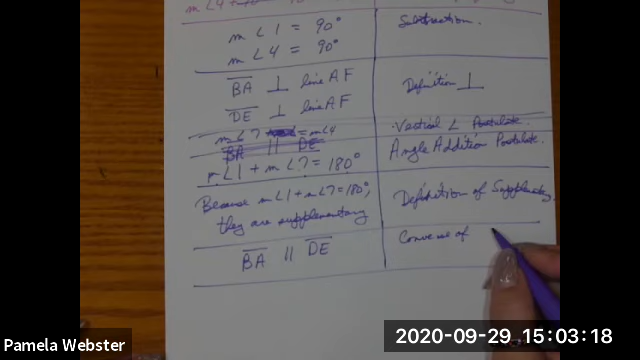 m∠1 = 90°
m∠4 = 90°
Subtraction.
BA ⊥ line AF
DE ⊥ line AF
Definition ⊥
m∠7 = m∠4
Vertical ∠ Postulate
BA || DE
Angle Addition Postulate.
m∠1 + m∠7 = 180°
Because m∠1 + m∠7 = 180°,
they are supplementary
Definition of Supplementary
BA || DE
Converse of
Pamela Webster
2020-09-29 15:03:18